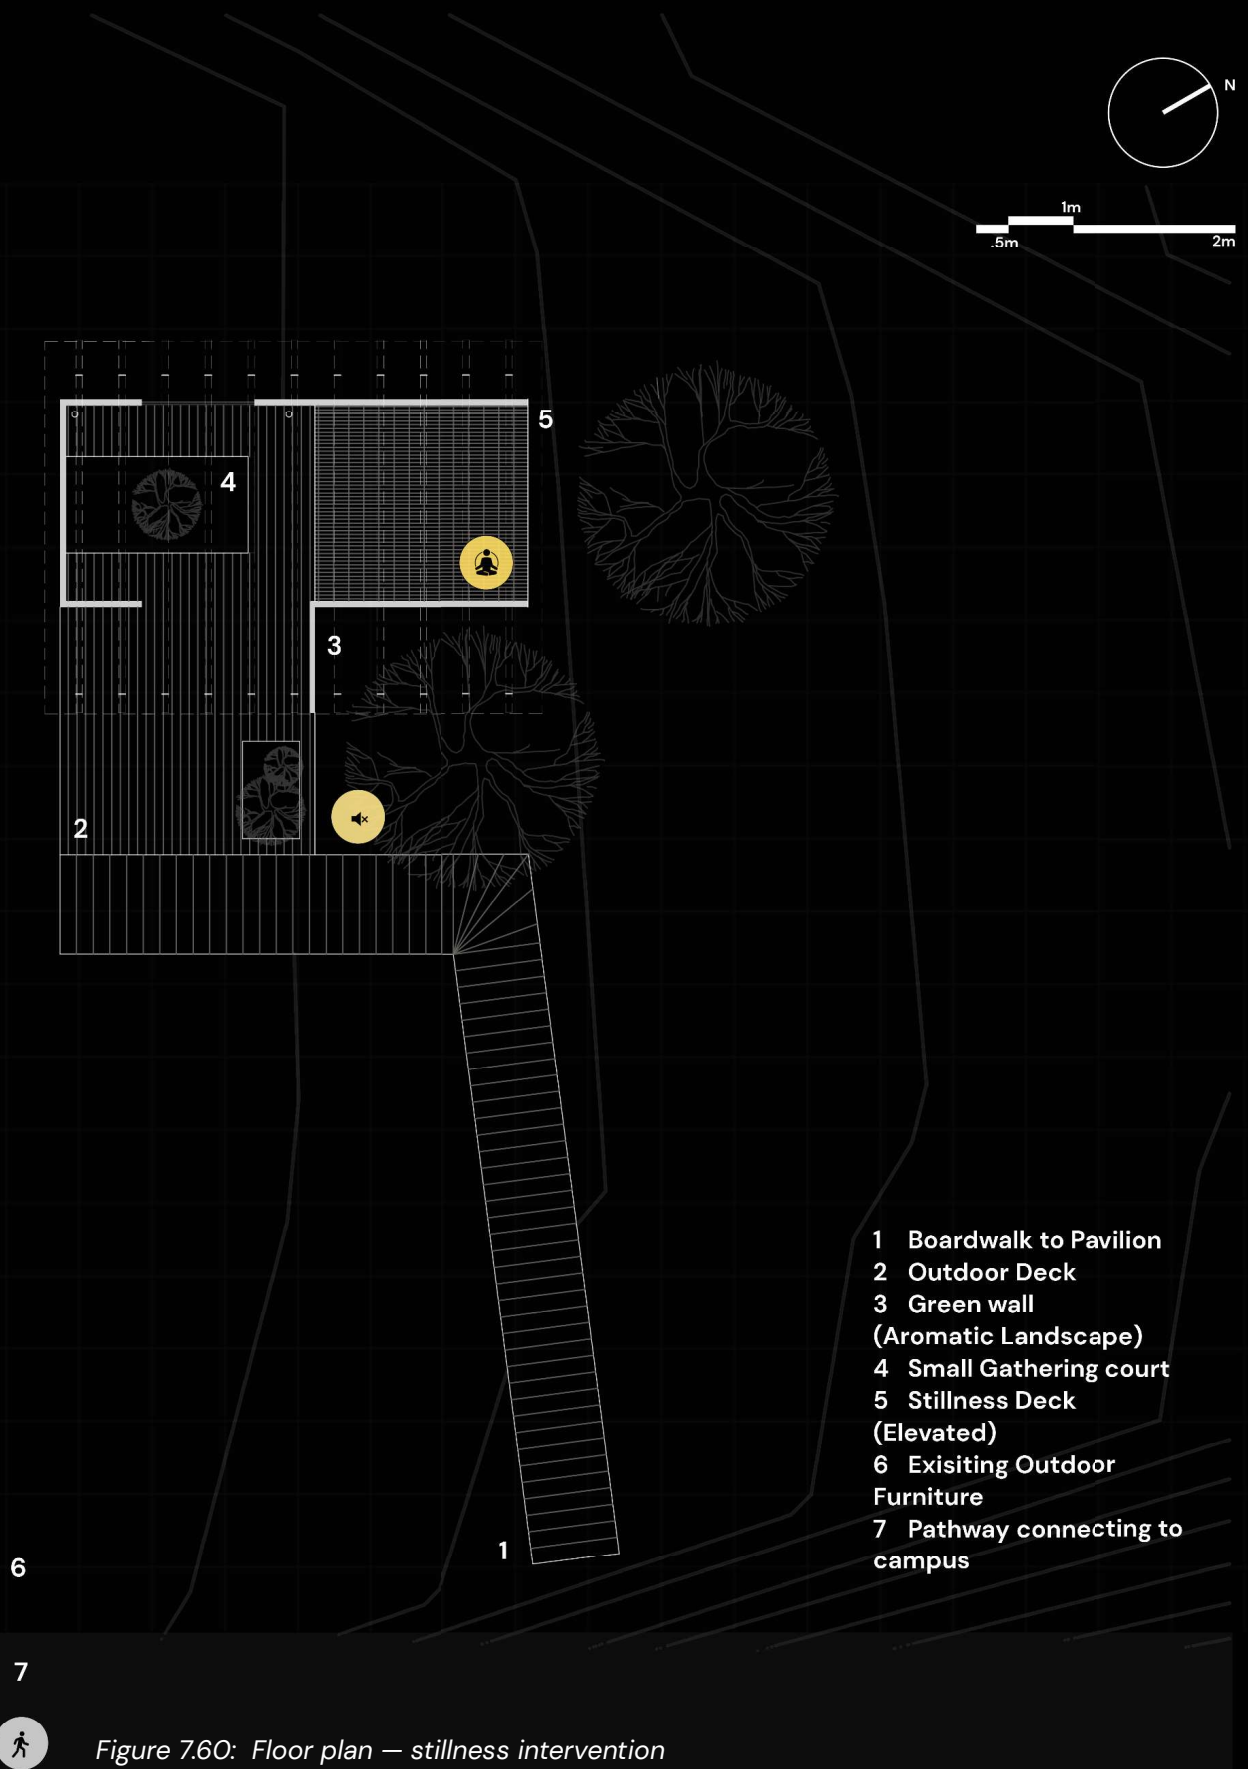 N
1m
.5m
2m
5
4
3
2
1 Boardwalk to Pavilion
2 Outdoor Deck
3 Green wall
(Aromatic Landscape)
4 Small Gathering court
5 Stillness Deck
(Elevated)
6 Exisiting Outdoor
Furniture
7 Pathway connecting to
campus
1
6
7
Figure 7.60: Floor plan — stillness intervention